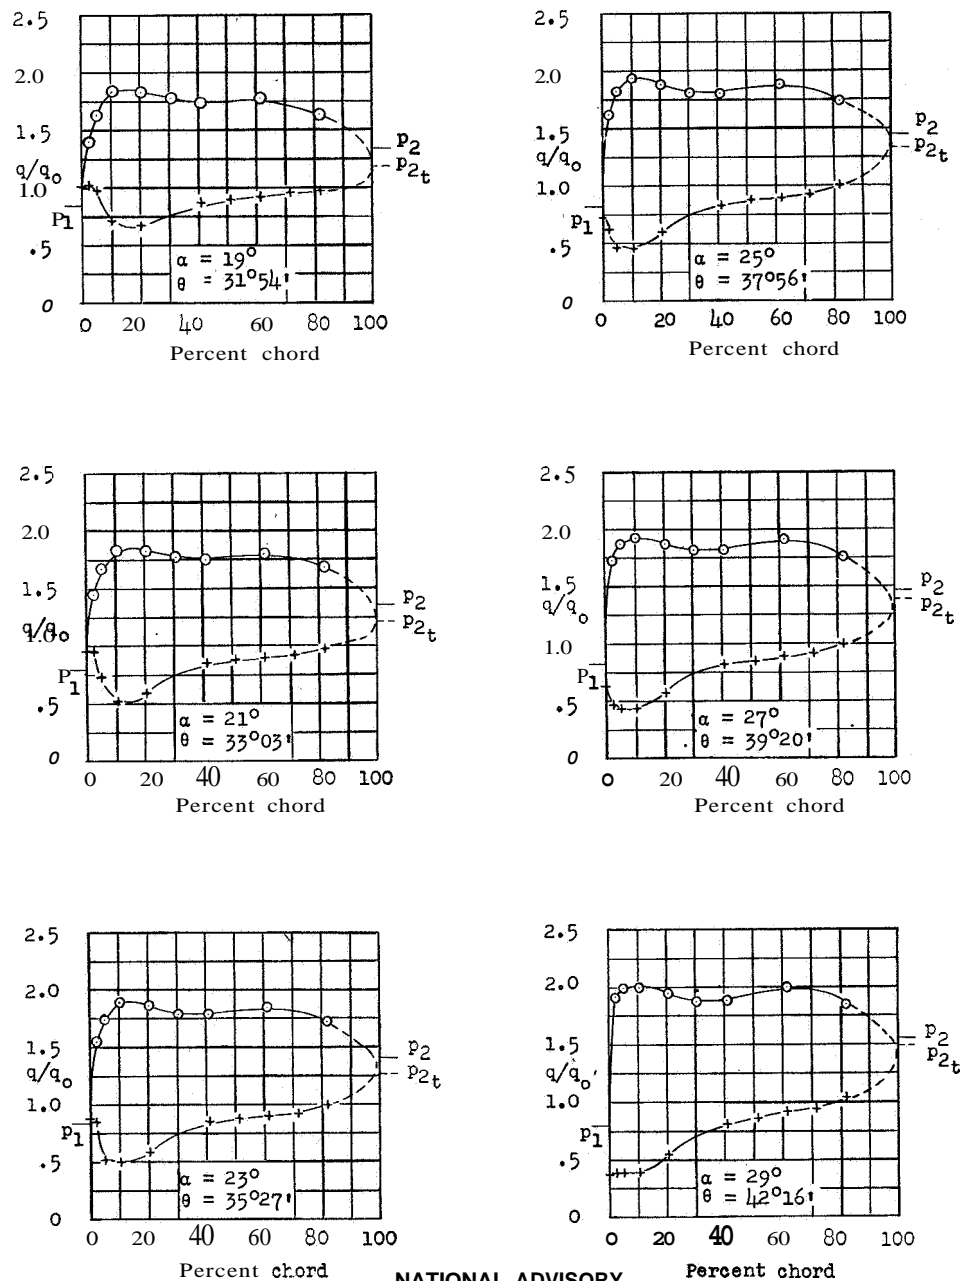 2.5
2.0
1.5
q/q₀
1.0
p₁
.5
0
α = 19°
θ = 31°54'
p₂
p₂ₜ
0 20 40 60 80 100
Percent chord
2.5
2.0
1.5
q/q₀
1.0
p₁
.5
0
α = 25°
θ = 37°56'
p₂
p₂ₜ
0 20 40 60 80 100
Percent chord
2.5
2.0
1.5
q/q₀
1.0
P₁
.5
0
α = 21°
θ = 33°03'
p₂
p₂ₜ
0 20 40 60 80 100
Percent chord
2.5
2.0
1.5
q/q₀
1.0
P₁
.5
0
α = 27°
θ = 39°20'
p₂
p₂ₜ
0 20 40 60 80 100
Percent chord
2.5
2.0
1.5
q/q₀
1.0
p₁
.5
0
α = 23°
θ = 35°27'
p₂
p₂ₜ
0 20 40 60 80 100
Percent chord
2.5
2.0
1.5
q/q₀
1.0
p₁
.5
0
α = 29°
θ = 42°16'
p₂
p₂ₜ
0 20 40 60 80 100
Percent chord
NATIONAL ADVISORY